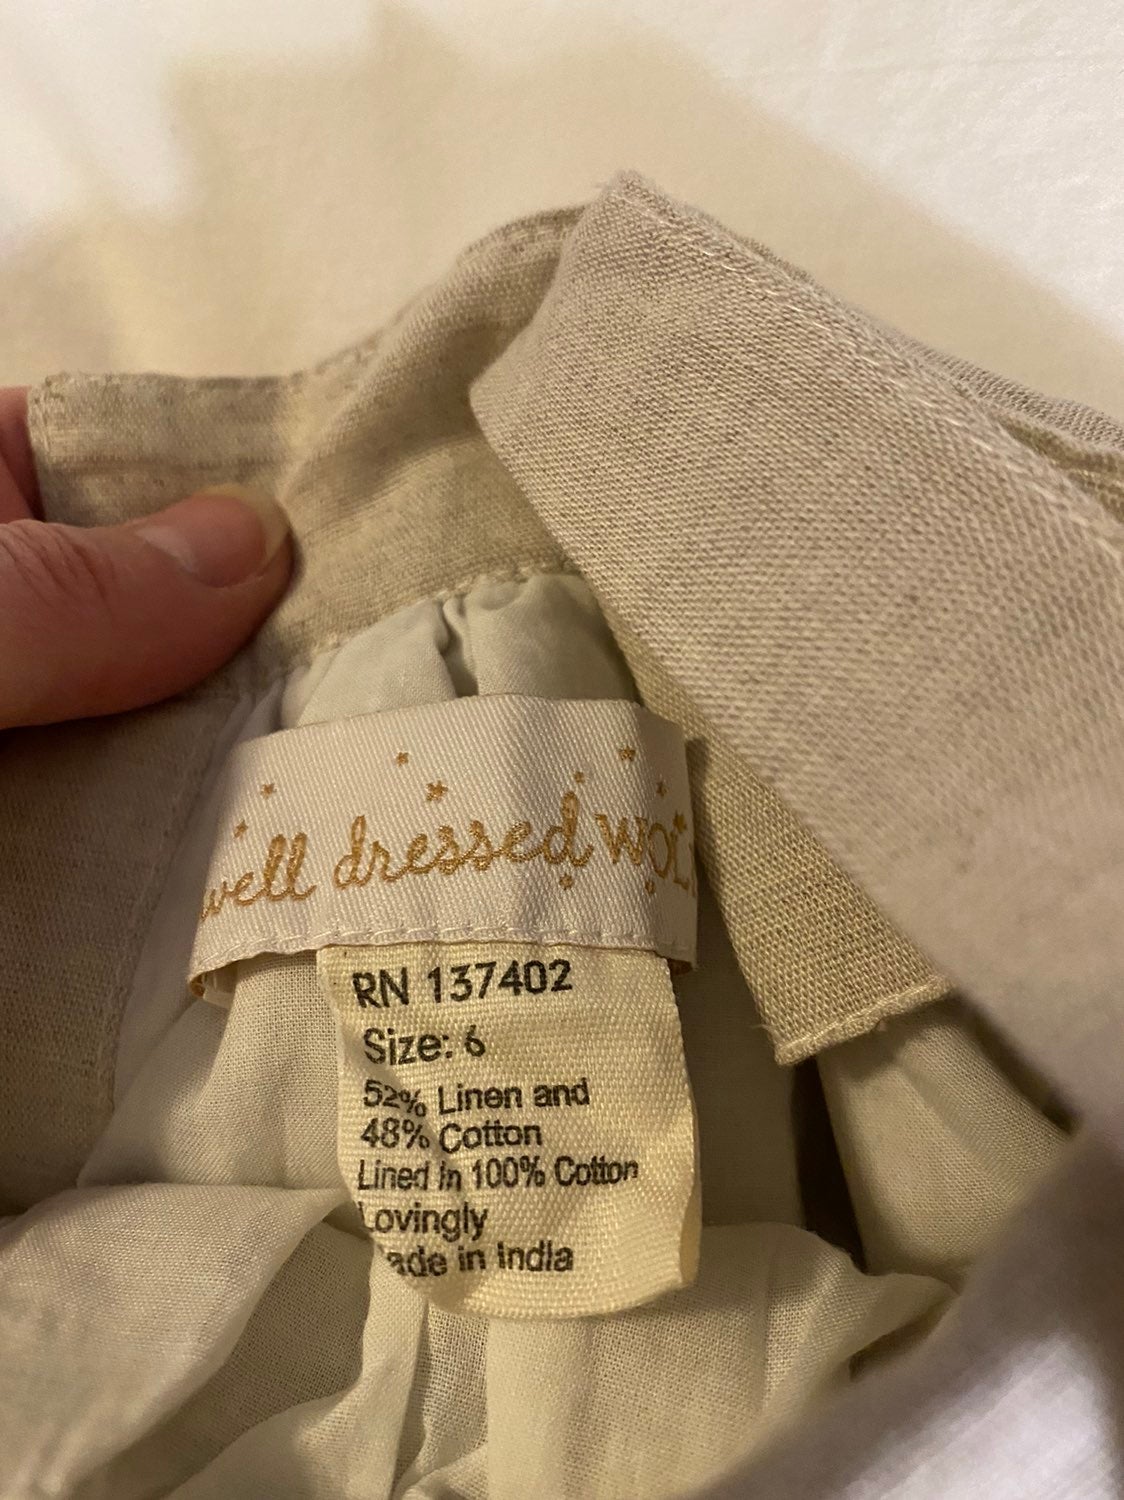 well dressed WOL
RN 137402
Size: 6
52% Linen and
48% Cotton
Lined in 100% Cotton
Lovingly
ade in India